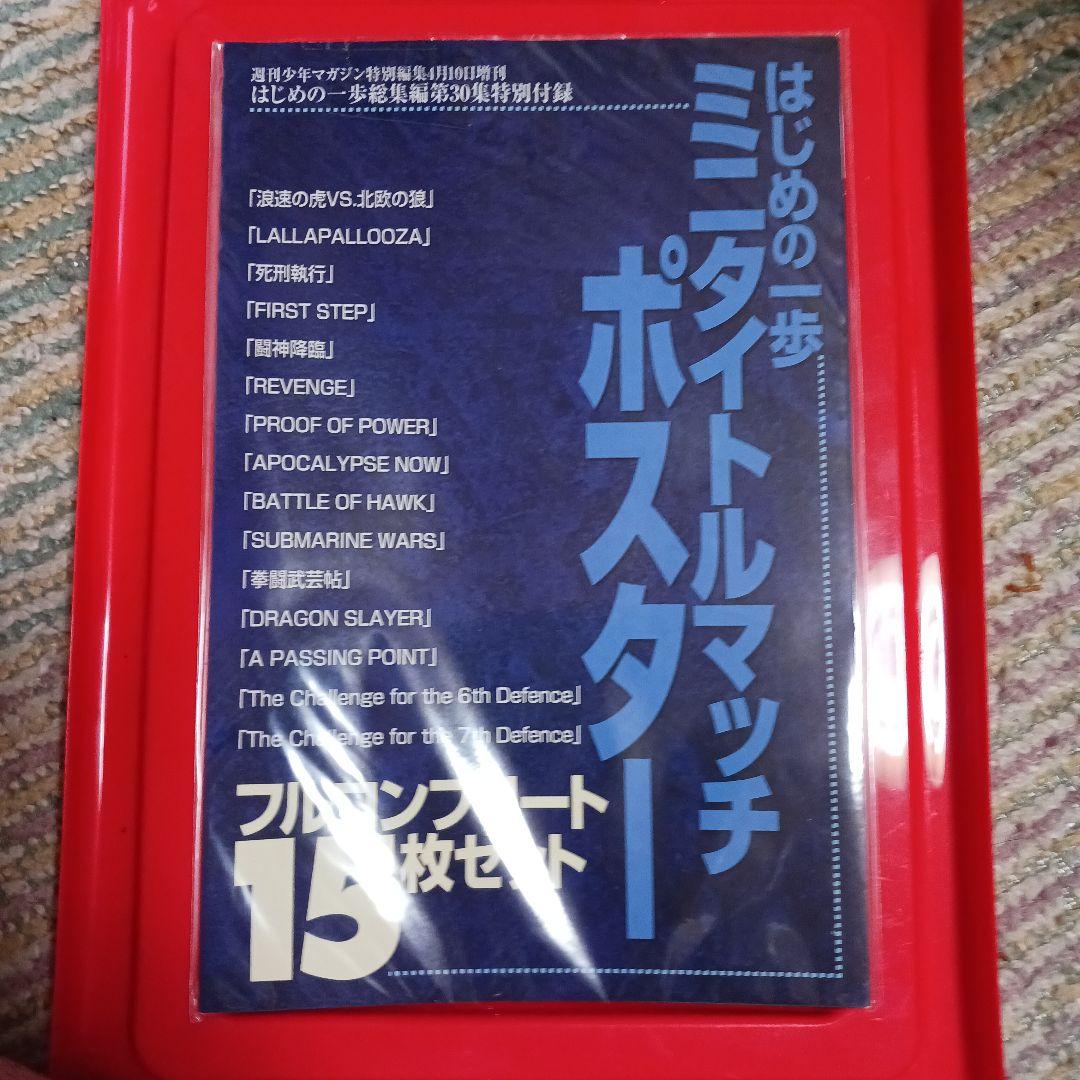 週刊少年マガジン特別編集4月10日増刊
はじめの一歩総集編第30集特別付録
はじめの一歩
ミニタイトルマッチ
ポスター
「浪速の虎VS.北欧の狼」
「LALLAPALLOOZA」
「死刑執行」
「FIRST STEP」
「闘神降臨」
「REVENGE」
「PROOF OF POWER」
「APOCALYPSE NOW」
「BATTLE OF HAWK」
「SUBMARINE WARS」
「拳闘武芸帖」
「DRAGON SLAYER」
「A PASSING POINT」
「The Challenge for the 6th Defence」
「The Challenge for the 7th Defence」
フルコンプリート
15枚セット